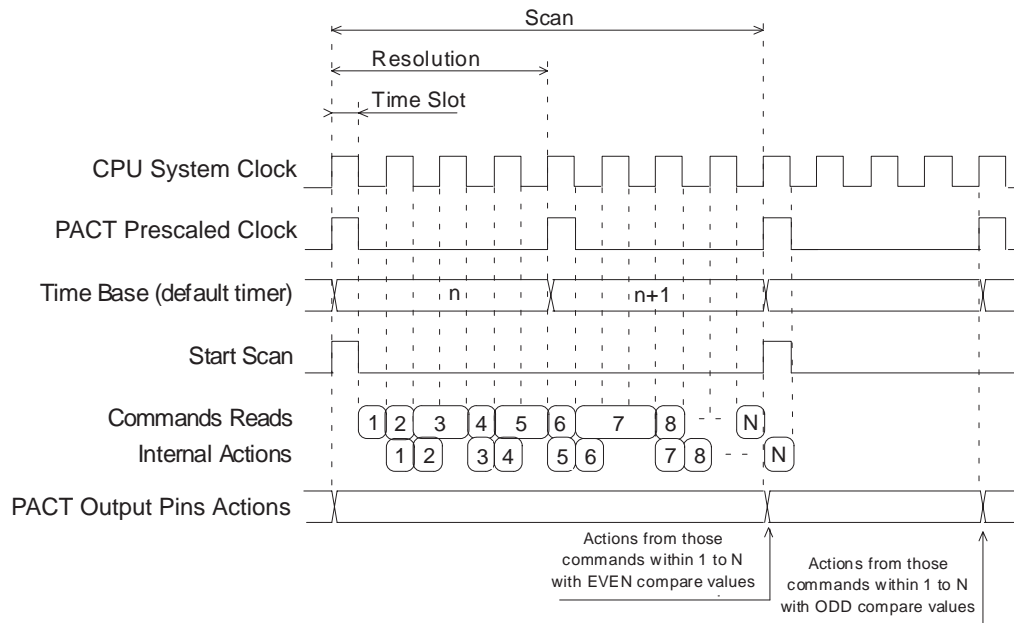 Scan
Resolution
Time Slot
CPU System Clock
PACT Prescaled Clock
Time Base (default timer)
n
n+1
Start Scan
Commands Reads
1 2 3 4 5 6 7 8 - - N
Internal Actions
1 2 3 4 5 6 7 8 - - N
PACT Output Pins Actions
Actions from those
commands within 1 to N
with EVEN compare values
Actions from those
commands within 1 to N
with ODD compare values